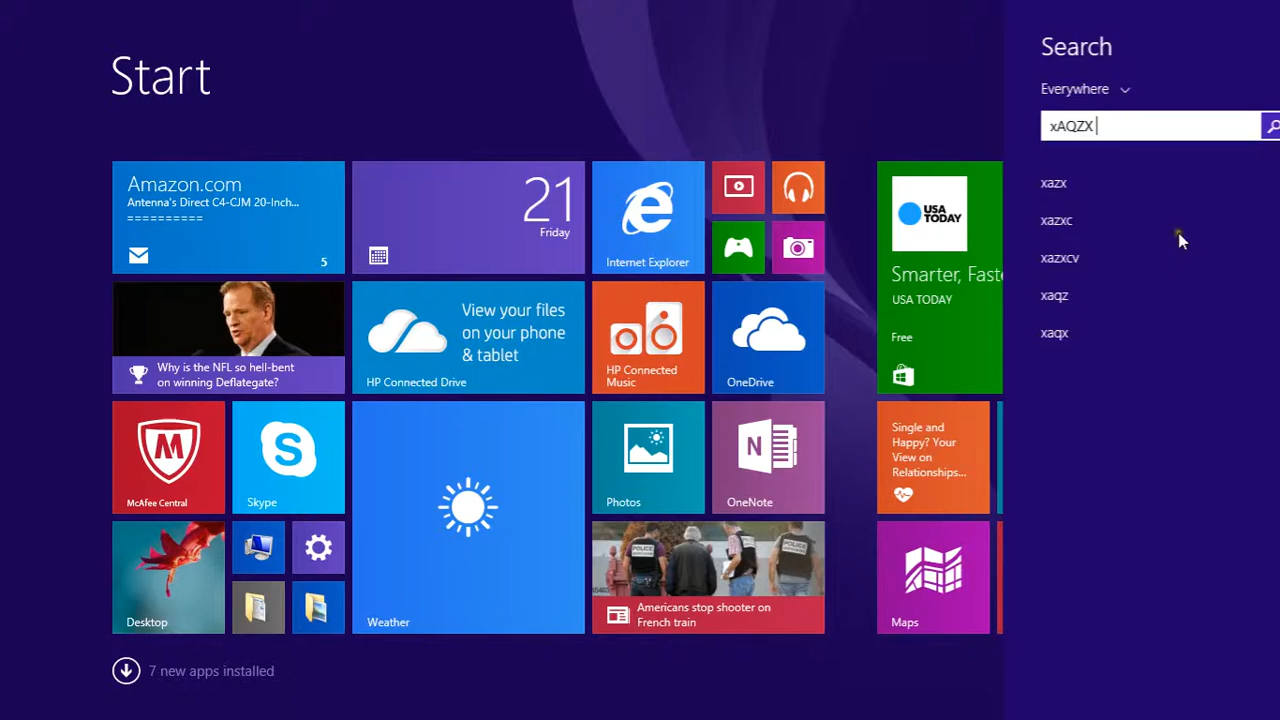 Start
Amazon.com
Antenna's Direct C4-CJM 20-Inch...
==========
5
21
Friday
Internet Explorer
USA
TODAY
Smarter, Faste
USA TODAY
Free
Why is the NFL so hell-bent
on winning Deflategate?
View your files
on your phone
& tablet
HP Connected Drive
HP Connected
Music
OneDrive
McAfee Central
Skype
Weather
Photos
OneNote
Single and
Happy? Your
View on
Relationships...
Desktop
Americans stop shooter on
French train
Maps
7 new apps installed
Search
Everywhere
xAQZX
xazx
xazxc
xazxcv
xaqz
xaqx